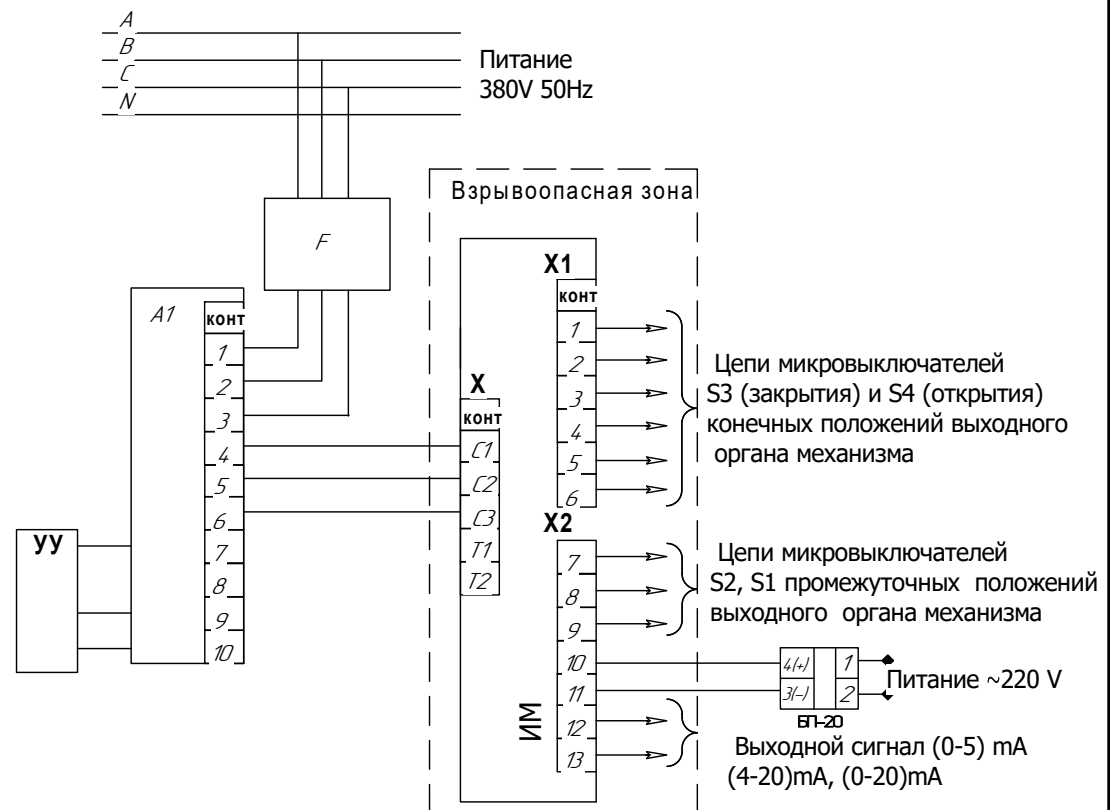 A
B
C
N
Питание
380V 50Hz
Взрывоопасная зона
F
A1
конт
1
2
3
4
5
6
7
8
9
10
УУ
X
конт
C1
C2
C3
T1
T2
X1
конт
1
2
3
4
5
6
Цепи микровыключателей
S3 (закрытия) и S4 (открытия)
конечных положений выходного
органа механизма
X2
7
8
9
10
11
12
13
ИМ
Цепи микровыключателей
S2, S1 промежуточных положений
выходного органа механизма
4(+) 1
3(–) 2
БП-20
Питание ~220 V
Выходной сигнал (0-5) mA
(4-20)mA, (0-20)mA